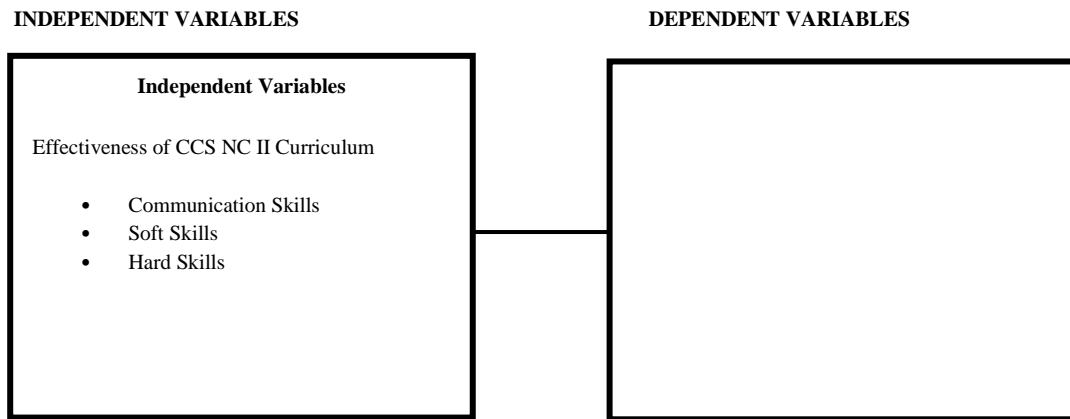 INDEPENDENT VARIABLES
DEPENDENT VARIABLES
Independent Variables
Effectiveness of CCS NC II Curriculum
• Communication Skills
• Soft Skills
• Hard Skills